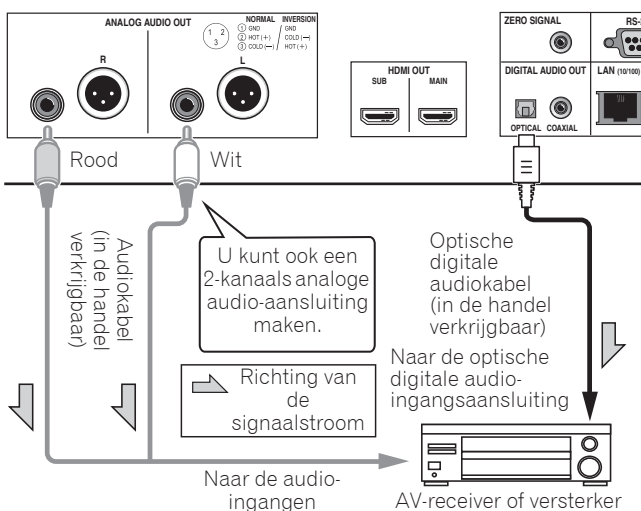 ANALOG AUDIO OUT
1 2
3
NORMAL INVERSION
① GND GND
② HOT (+) COLD (—)
③ COLD (—) HOT (+)
R
L
HDMI OUT
SUB MAIN
ZERO SIGNAL
RS-
DIGITAL AUDIO OUT
LAN (10/100)
OPTICAL COAXIAL
Rood
Wit
Audiokabel
(in de handel
verkrijgbaar)
U kunt ook een
2-kanaals analoge
audio-aansluiting
maken.
Richting van
de
signaalstroom
Optische
digitale
audiokabel
(in de handel
verkrijgbaar)
Naar de optische
digitale audio-
ingangsaansluiting
Naar de audio-
ingangen
AV-receiver of versterker